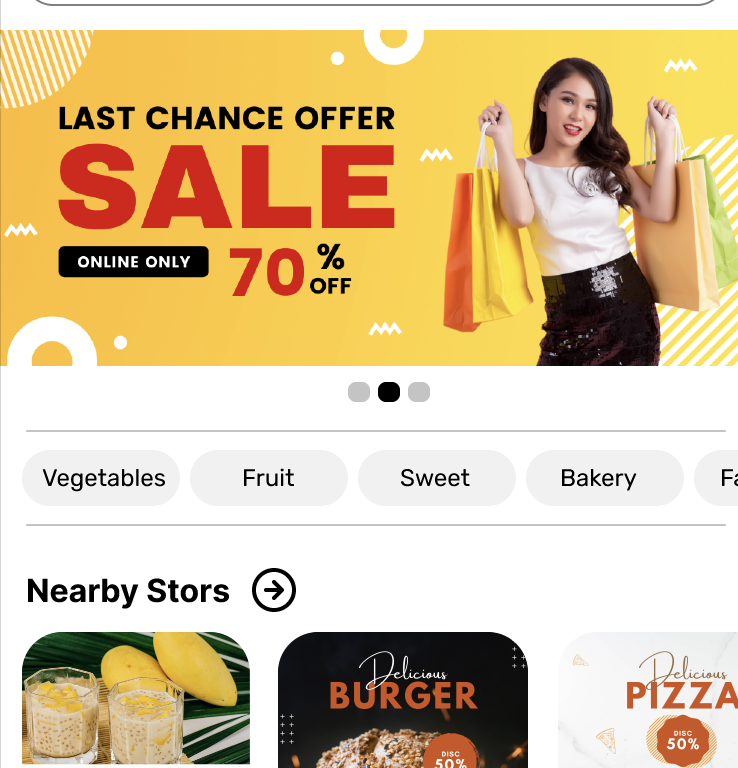 LAST CHANCE OFFER
SALE
ONLINE ONLY
70%
OFF
Vegetables
Fruit
Sweet
Bakery
Nearby Stors
Delicious
BURGER
DISC
50%
Delicious
PIZZA
DISC
50%